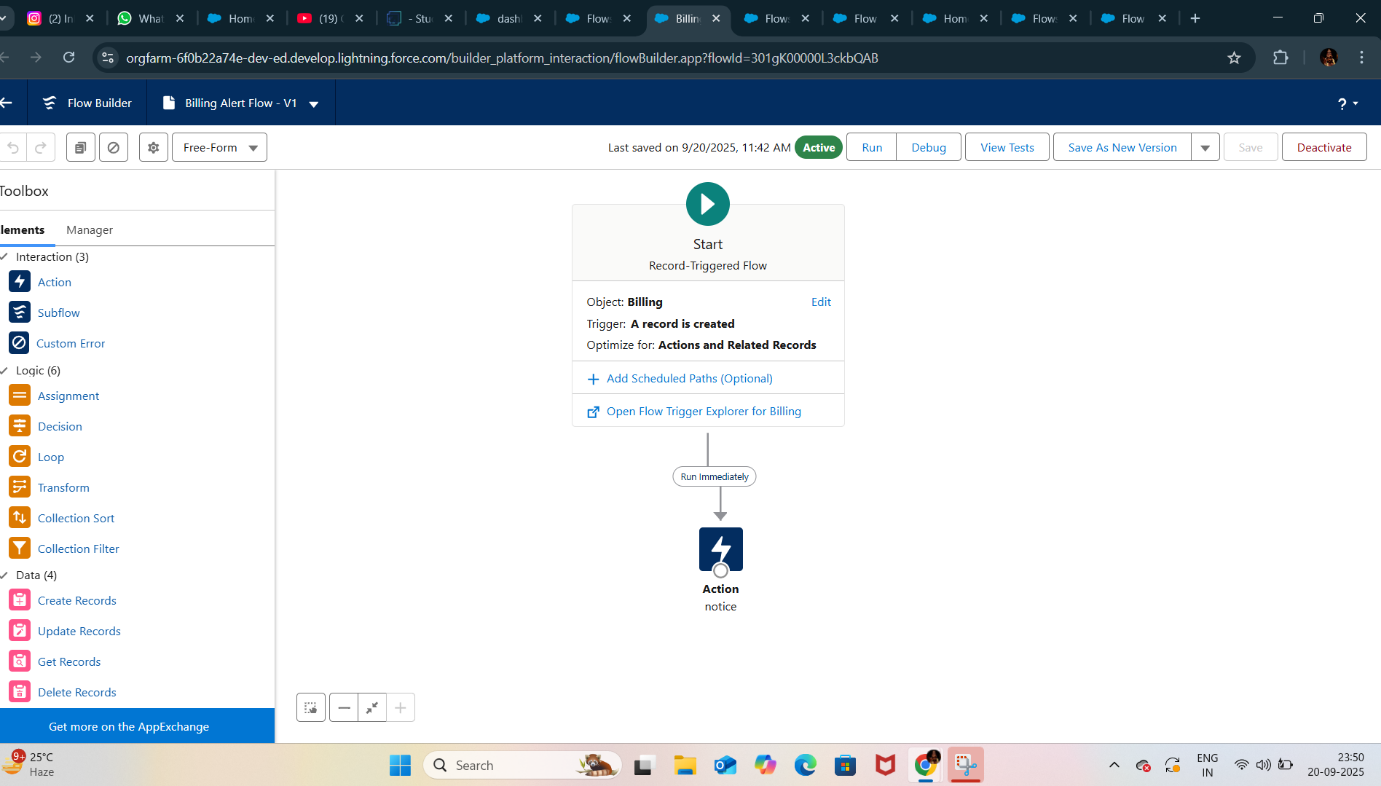 (2) In
What
Home
(19) (
- Stu
dash
Flow
Billin
Flow
Flow
Hom
Flow
Flow
orgfarm-6f0b22a74e-dev-ed.develop.lightning.force.com/builder_platform_interaction/flowBuilder.app?flowId=301gK00000L3ckbQAB
Flow Builder
Billing Alert Flow - V1
?
Free-Form
Last saved on 9/20/2025, 11:42 AM
Active
Run
Debug
View Tests
Save As New Version
Save
Deactivate
Toolbox
lements
Manager
Interaction (3)
Action
Subflow
Custom Error
Logic (6)
Assignment
Decision
Loop
Transform
Collection Sort
Collection Filter
Data (4)
Create Records
Update Records
Get Records
Delete Records
Get more on the AppExchange
Start
Record-Triggered Flow
Object: Billing
Edit
Trigger: A record is created
Optimize for: Actions and Related Records
Add Scheduled Paths (Optional)
Open Flow Trigger Explorer for Billing
Run Immediately
Action
notice
9+
25°C
Haze
Search
ENG
IN
23:50
20-09-2025